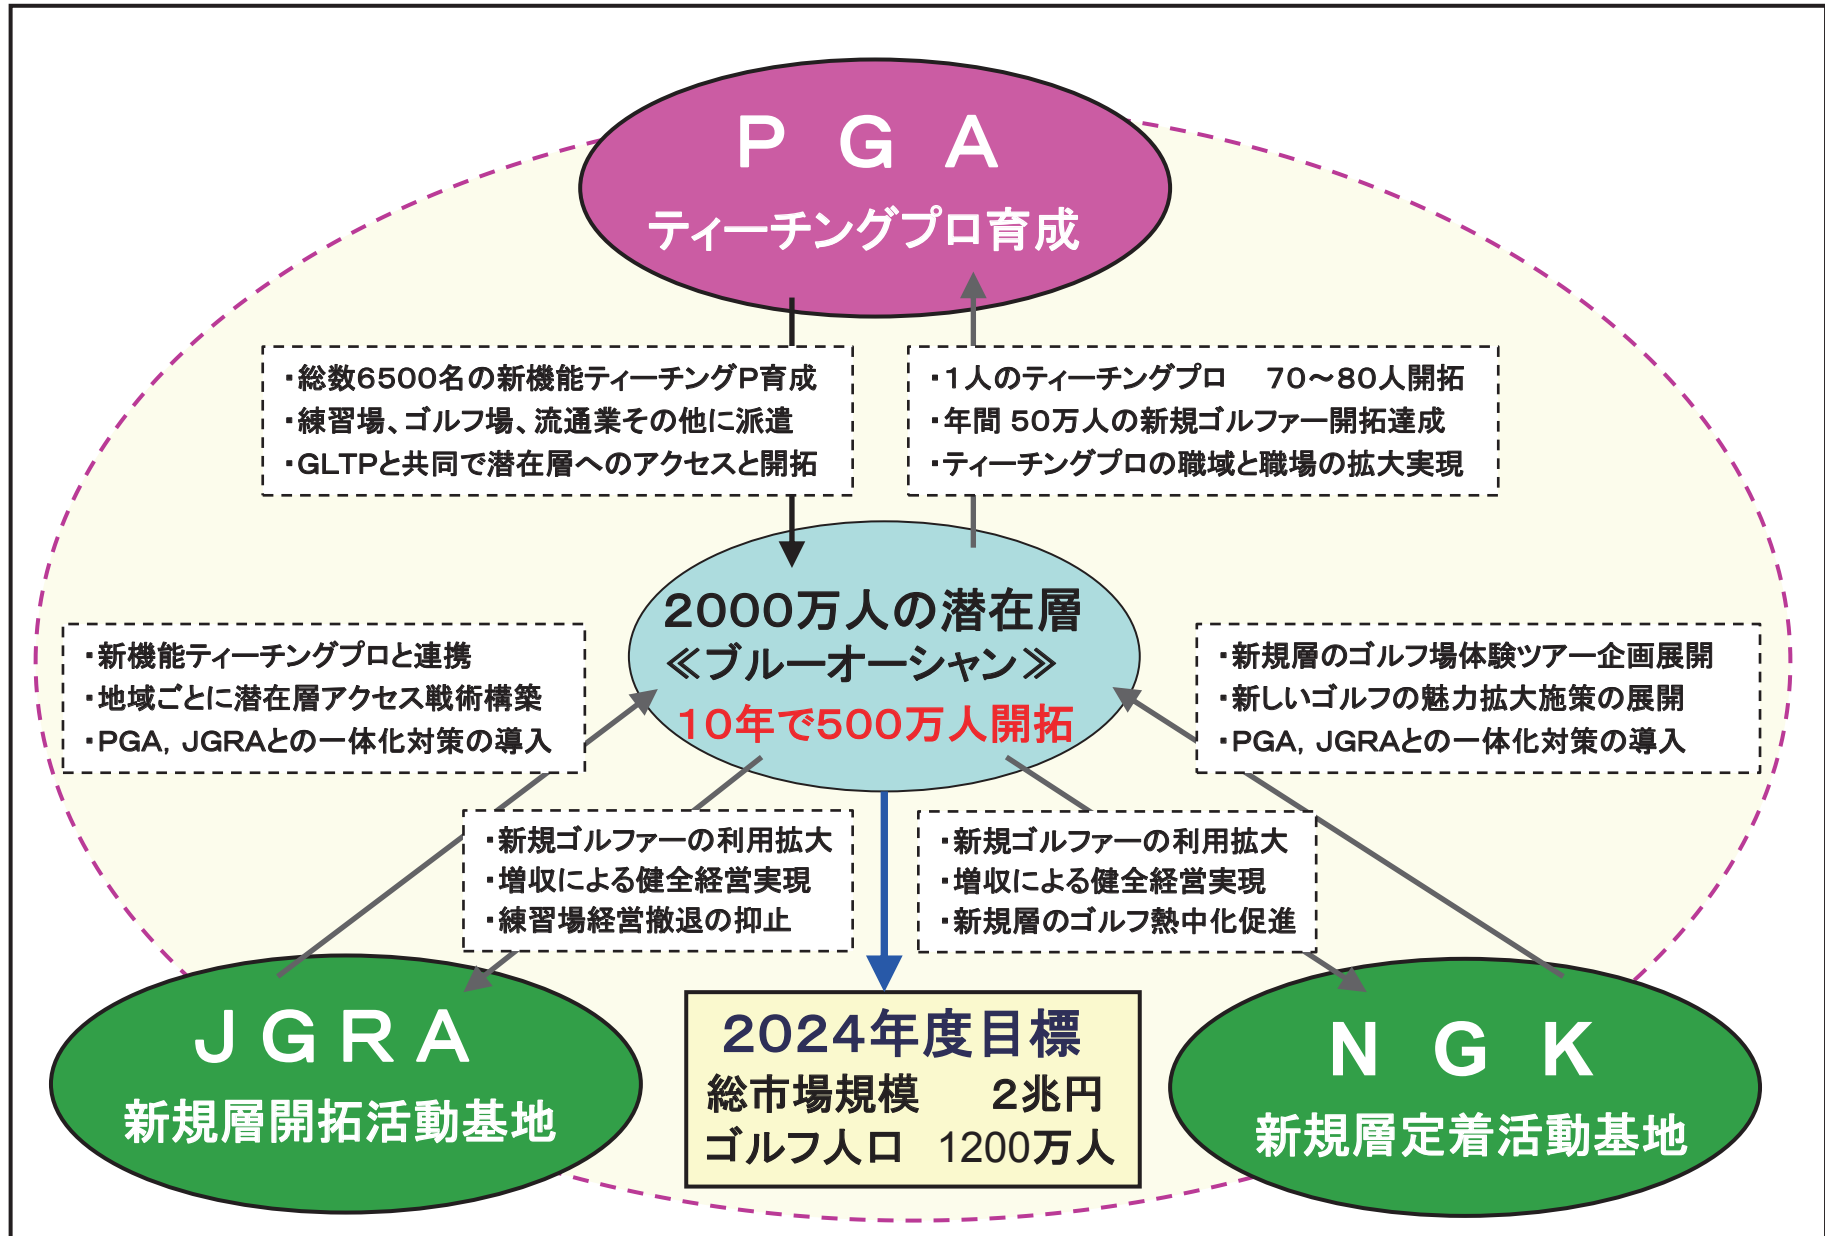 PGA
ティーチングプロ育成
・総数6500名の新機能ティーチングP育成
・練習場、ゴルフ場、流通業その他に派遣
・GLTPと共同で潜在層へのアクセスと開拓
・1人のティーチングプロ　70～80人開拓
・年間 50万人の新規ゴルファー開拓達成
・ティーチングプロの職域と職場の拡大実現
2000万人の潜在層
≪ブルーオーシャン≫
10年で500万人開拓
・新機能ティーチングプロと連携
・地域ごとに潜在層アクセス戦術構築
・PGA, JGRAとの一体化対策の導入
・新規層のゴルフ場体験ツアー企画展開
・新しいゴルフの魅力拡大施策の展開
・PGA, JGRAとの一体化対策の導入
・新規ゴルファーの利用拡大
・増収による健全経営実現
・練習場経営撤退の抑止
・新規ゴルファーの利用拡大
・増収による健全経営実現
・新規層のゴルフ熱中化促進
JGRA
新規層開拓活動基地
2024年度目標
総市場規模　2兆円
ゴルフ人口　1200万人
NGK
新規層定着活動基地